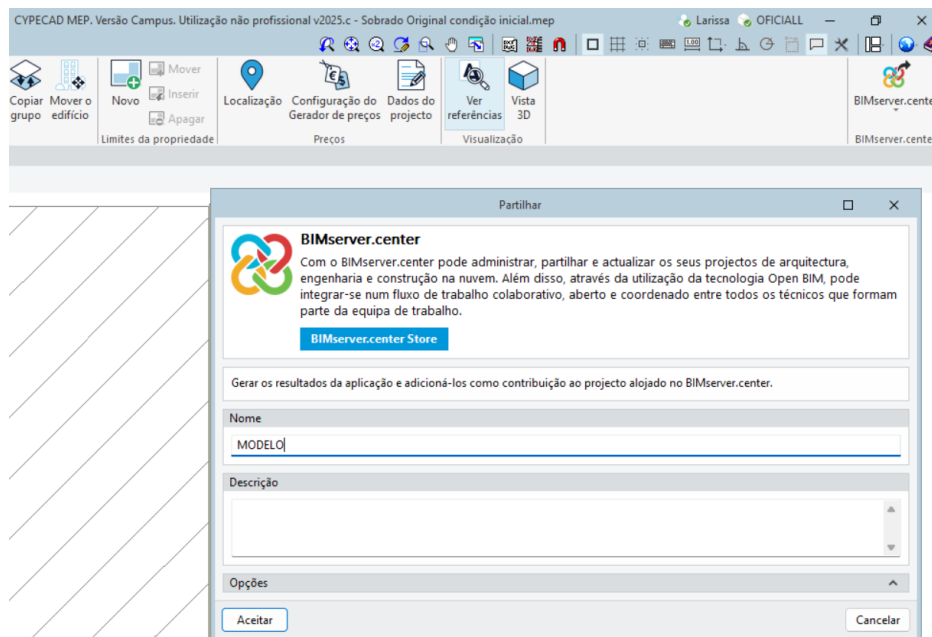 CYPECAD MEP. Versão Campus. Utilização não profissional v2025.c - Sobrado Original condição inicial.mep
Larissa
OFICIALL
Copiar grupo
Mover o edifício
Novo
Mover
Inserir
Apagar
Limites da propriedade
Localização
Configuração do Gerador de preços
Dados do projecto
Preços
Ver referências
Vista 3D
Visualização
BIMserver.cente
BIMserver.cente
Partilhar
BIMserver.center
Com o BIMserver.center pode administrar, partilhar e actualizar os seus projectos de arquitectura,
engenharia e construção na nuvem. Além disso, através da utilização da tecnologia Open BIM, pode
integrar-se num fluxo de trabalho colaborativo, aberto e coordenado entre todos os técnicos que formam
parte da equipa de trabalho.
BIMserver.center Store
Gerar os resultados da aplicação e adicioná-los como contribuição ao projecto alojado no BIMserver.center.
Nome
MODELO
Descrição
Opções
Aceitar
Cancelar